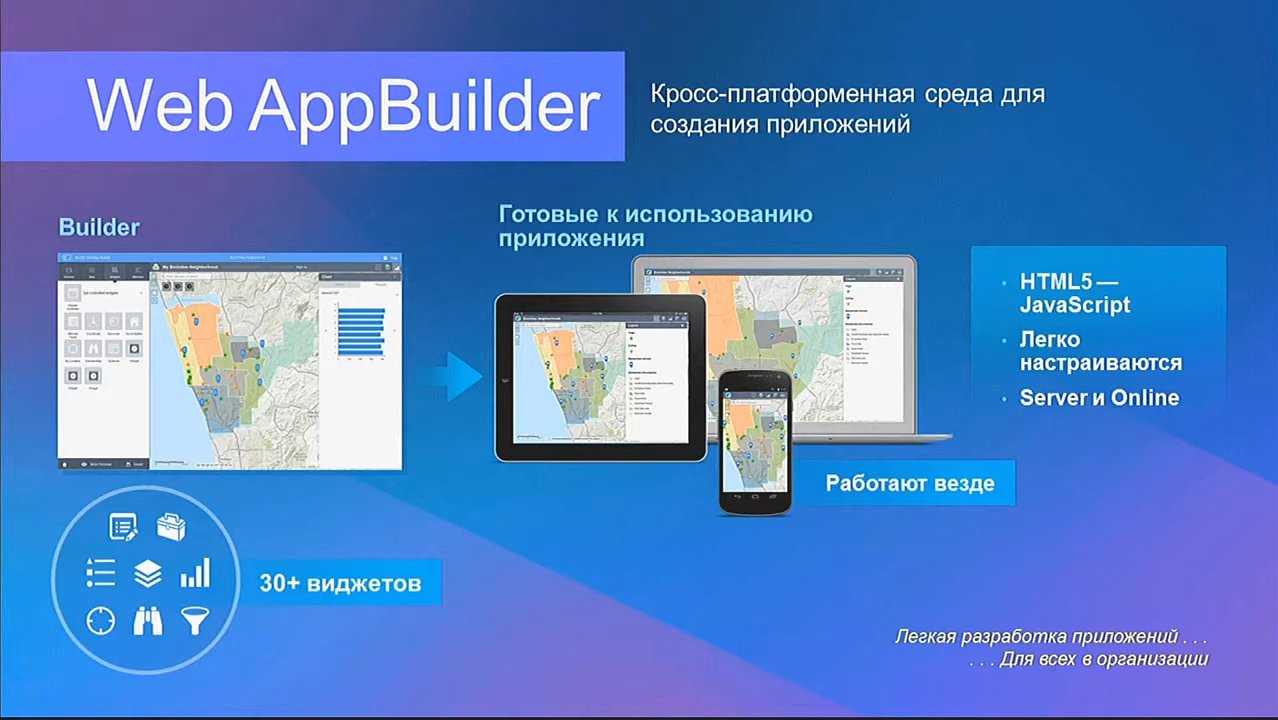 Web AppBuilder
Кросс-платформенная среда для
создания приложений
Builder
Готовые к использованию
приложения
HTML5 —
JavaScript
Легко
настраиваются
Server и Online
Работают везде
30+ виджетов
Легкая разработка приложений . . .
. . . Для всех в организации